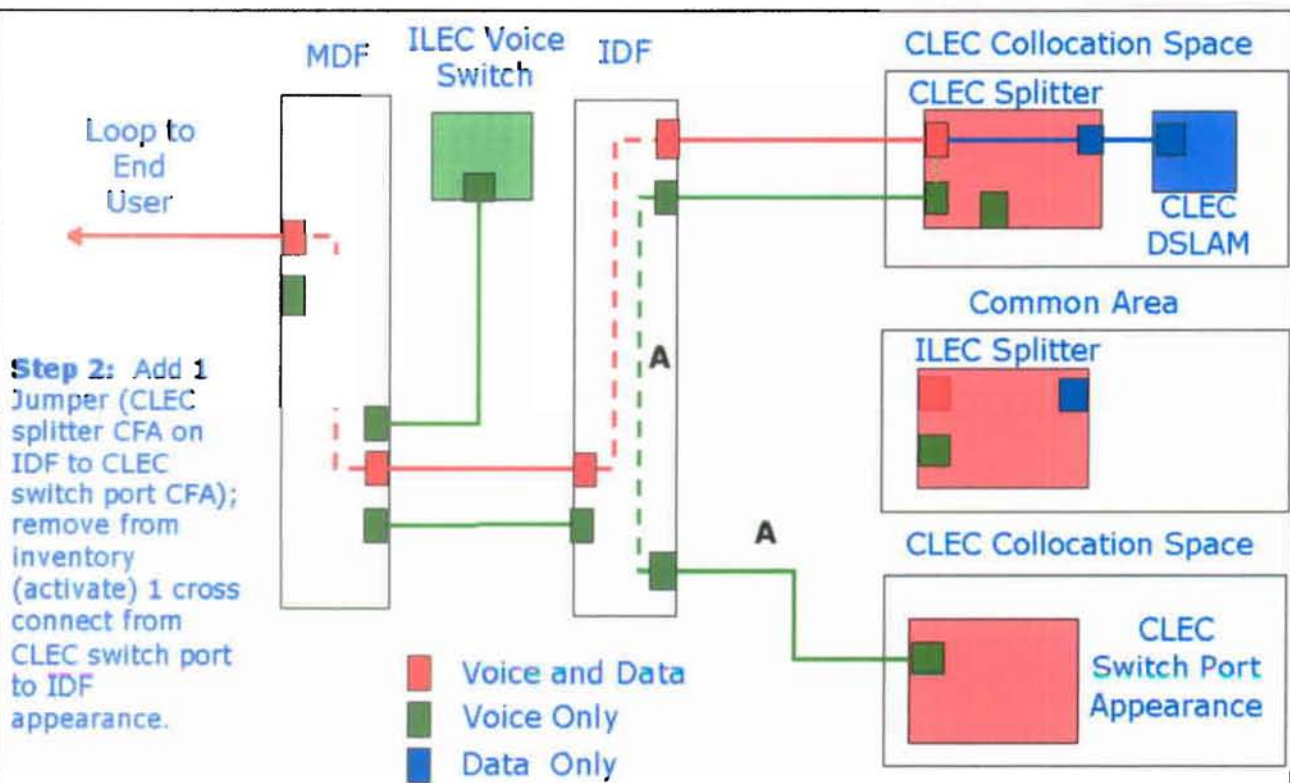 MDF
ILEC Voice
Switch
IDF
CLEC Collocation Space
CLEC Splitter
CLEC
DSLAM
Loop to
End
User
Common Area
ILEC Splitter
Step 2: Add 1
Jumper (CLEC
splitter CFA on
IDF to CLEC
switch port CFA);
remove from
inventory
(activate) 1 cross
connect from
CLEC switch port
to IDF
appearance.
A
A
CLEC Collocation Space
CLEC
Switch Port
Appearance
Voice and Data
Voice Only
Data Only